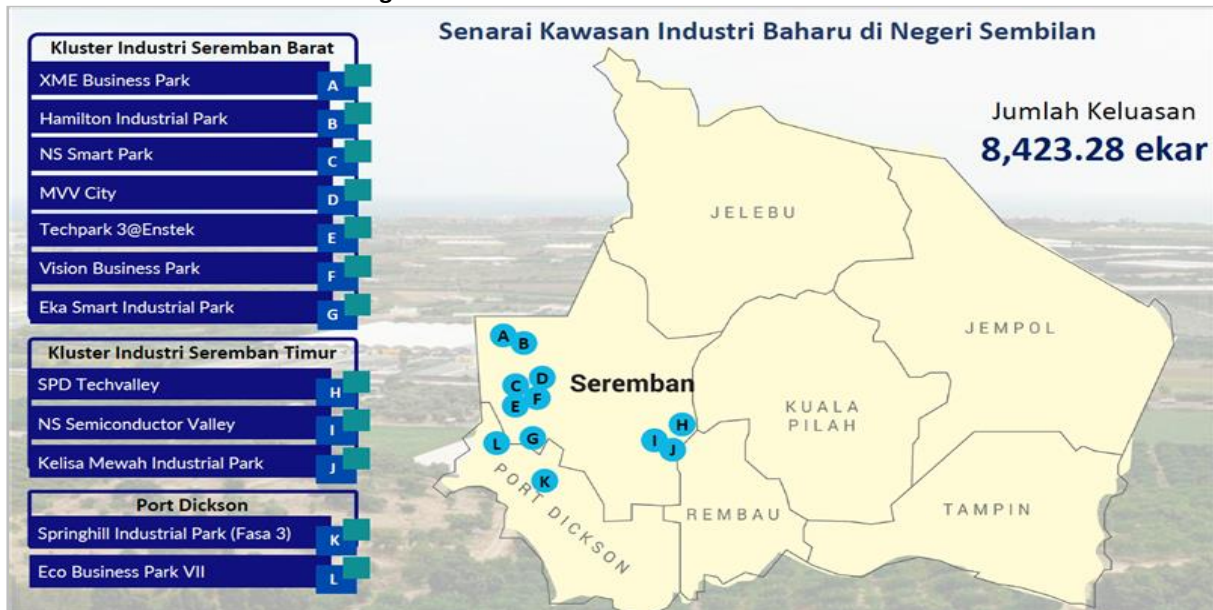 Senarai Kawasan Industri Baharu di Negeri Sembilan
Jumlah Keluasan
8,423.28 ekar
Kluster Industri Seremban Barat
XME Business Park A
Hamilton Industrial Park B
NS Smart Park C
MVV City D
Techpark 3@Enstek E
Vision Business Park F
Eka Smart Industrial Park G
Kluster Industri Seremban Timur
SPD Techvalley H
NS Semiconductor Valley I
Kelisa Mewah Industrial Park J
Port Dickson
Springhill Industrial Park (Fasa 3) K
Eco Business Park VII L
JELEBU
JEMPOL
A
B
C
D
E
F
Seremban
KUALA
PILAH
H
I
J
G
L
K
PORT DICKSON
REMBAU
TAMPIN